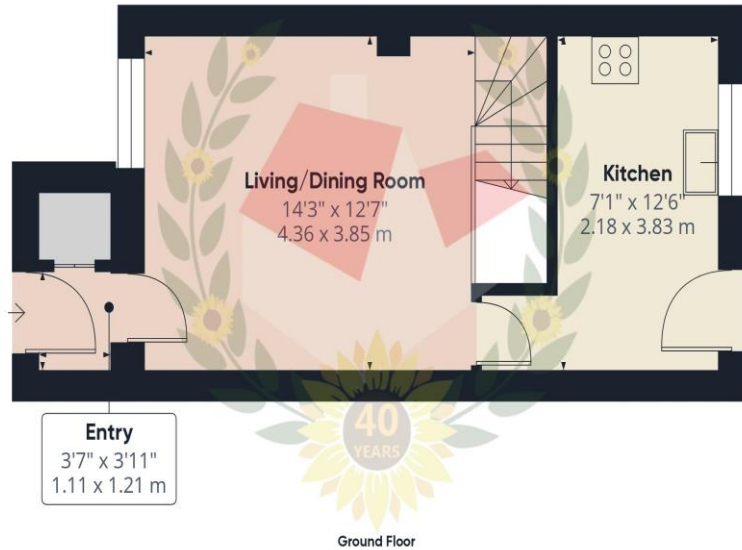 Living/Dining Room
14'3" x 12'7"
4.36 x 3.85 m
Kitchen
7'1" x 12'6"
2.18 x 3.83 m
Entry
3'7" x 3'11"
1.11 x 1.21 m
40
YEARS
Ground Floor